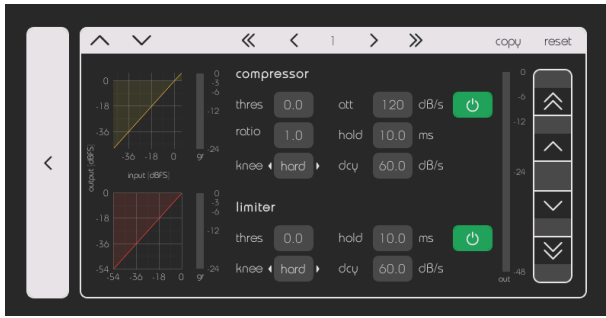 1 copy reset
compressor
thres 0.0 att 120 dB/s
ratio 1.0 hold 10.0 ms
knee hard dcy 60.0 dB/s
limiter
thres 0.0 hold 10.0 ms
knee hard dcy 60.0 dB/s
output |dBFS|
0
-18
-36
-36 -18 0 gr
input |dBFS|
0
-3
-6
-12
-24
0
-18
-36
-54
-54 -36 -18 0 gr
0
-3
-6
-12
-24
0
-6
-12
-24
-48
out